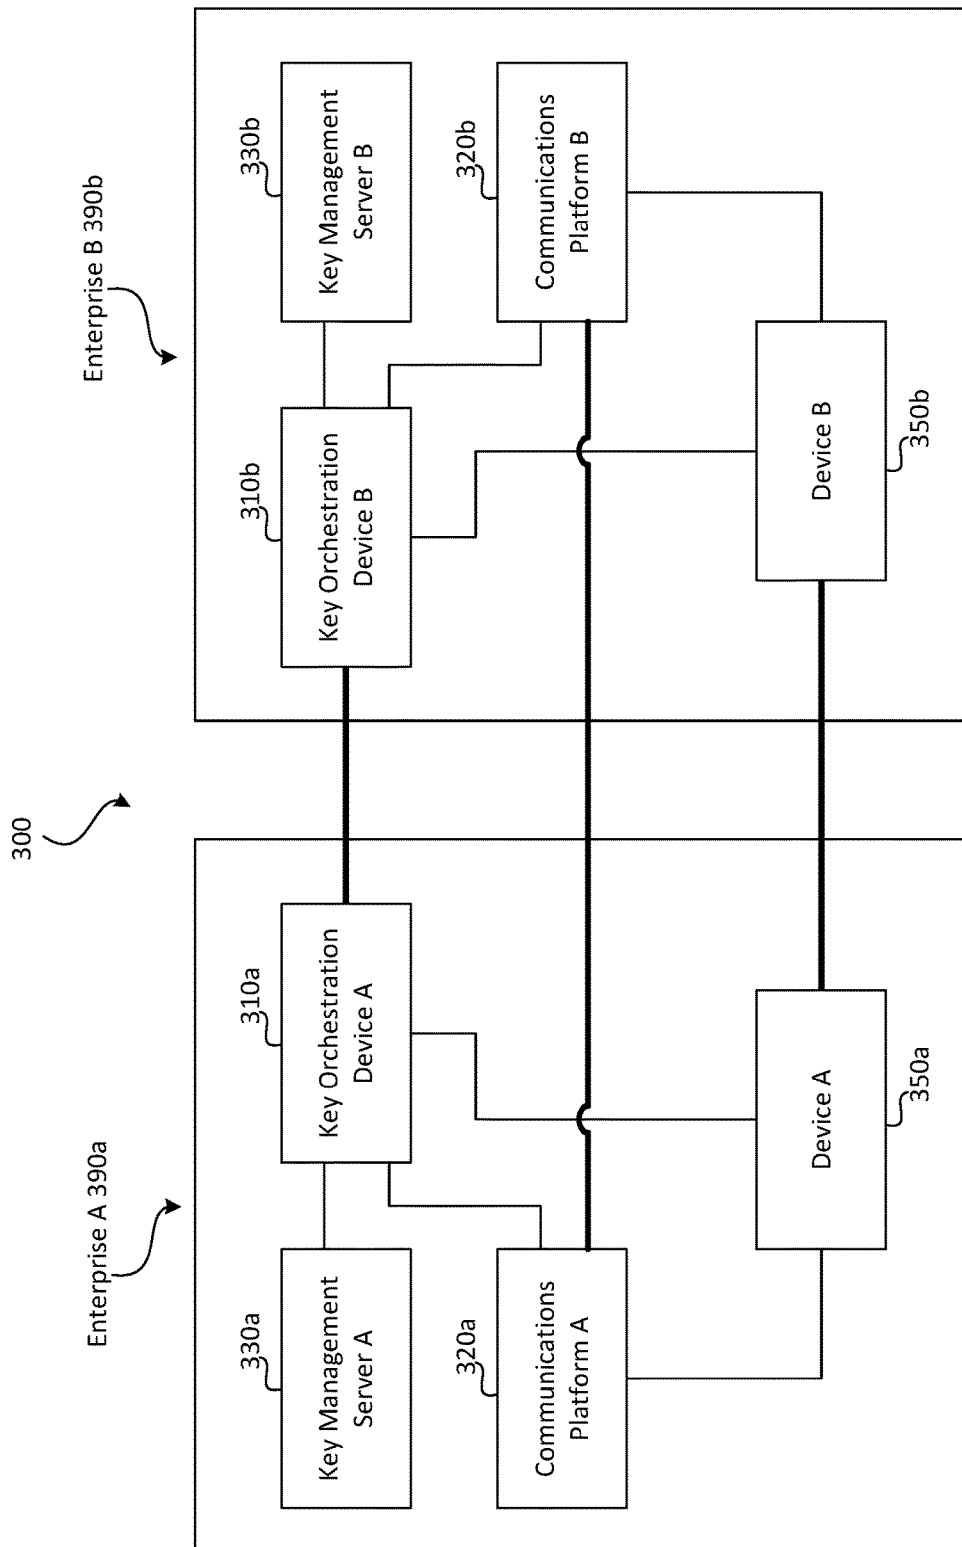 300
Enterprise A 390a
Enterprise B 390b
330a
Key Management
Server A
310a
Key Orchestration
Device A
310b
Key Orchestration
Device B
330b
Key Management
Server B
320a
Communications
Platform A
320b
Communications
Platform B
Device A
350a
Device B
350b